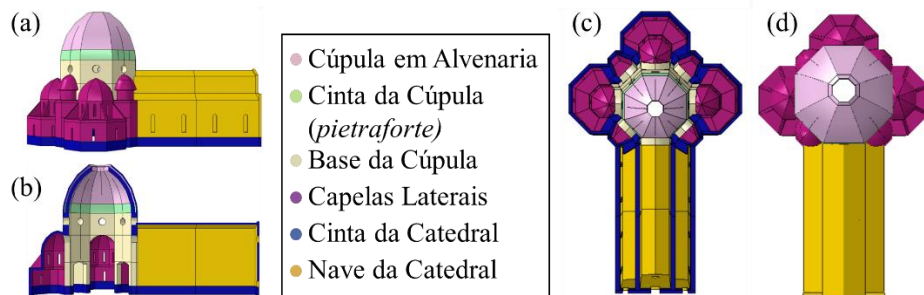 (a)
(b)
Cúpula em Alvenaria
Cinta da Cúpula
(pietraforte)
Base da Cúpula
Capelas Laterais
Cinta da Catedral
Nave da Catedral
(c)
(d)